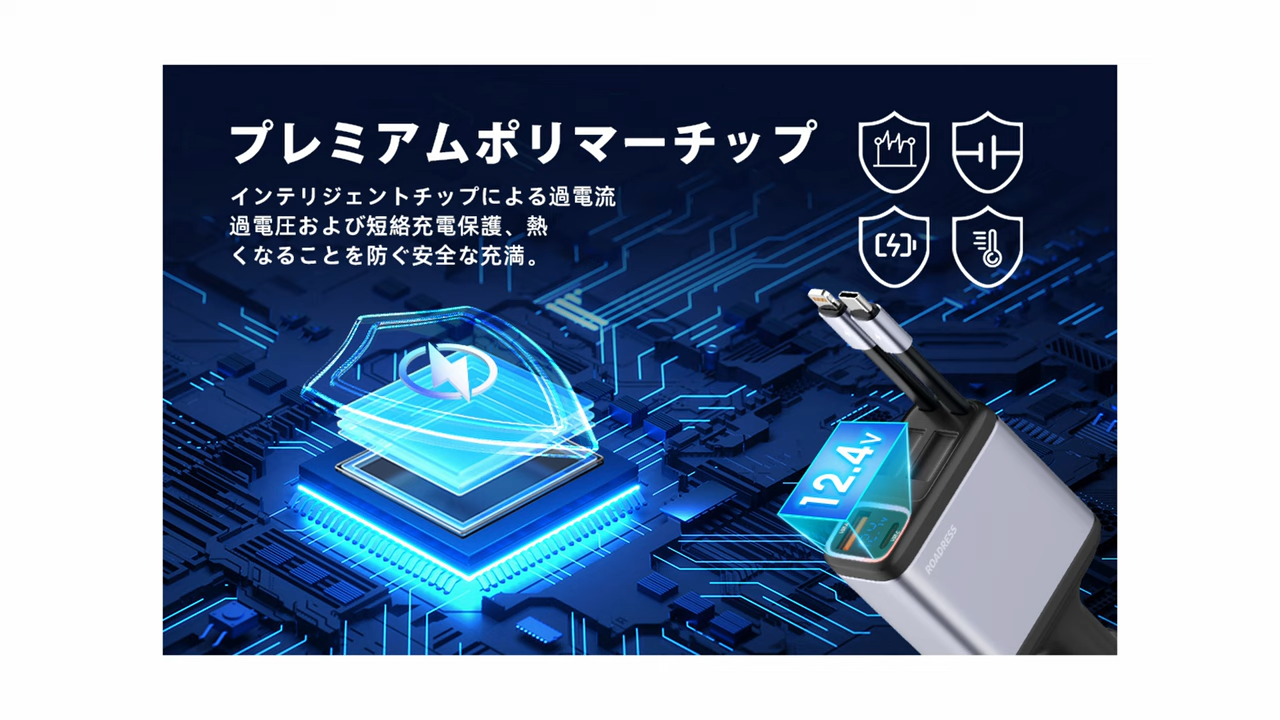 プレミアムポリマーチップ
インテリジェントチップによる過電流
過電圧および短絡充電保護、熱
くなることを防ぐ安全な充満。
12.4V
ROADRESS